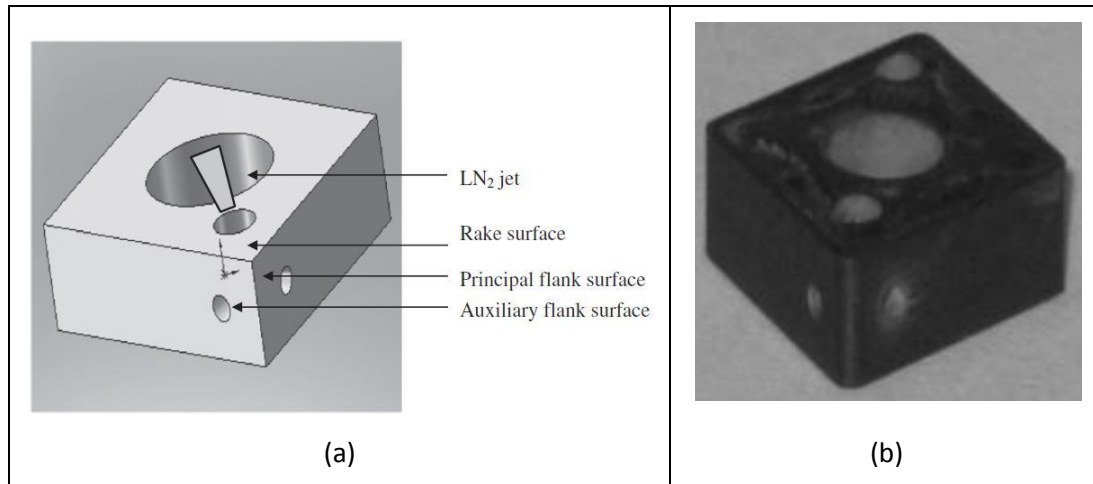 LN₂ jet
Rake surface
Principal flank surface
Auxiliary flank surface
(a)
(b)